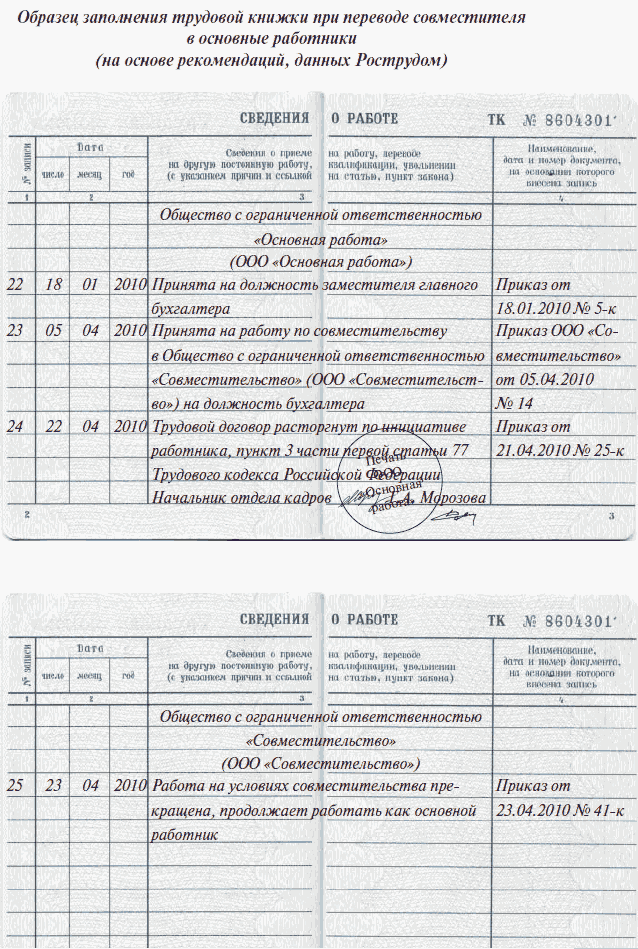 Образец заполнения трудовой книжки при переводе совместителя
в основные работники
(на основе рекомендаций, данных Рострудом)
СВЕДЕНИЯ О РАБОТЕ ТК № 8604301
№ записи
Дата
Сведения о приеме на работу, переводе
на другую постоянную работу, квалификации, увольнении
(с указанием причин и ссылкой на статью, пункт закона)
Наименование,
дата и номер документа,
на основании которого
внесена запись
число месяц год
1 2 3 4
Общество с ограниченной ответственностью
«Основная работа»
(ООО «Основная работа»)
22 18 01 2010 Принята на должность заместителя главного Приказ от
бухгалтера 18.01.2010 № 5-к
23 05 04 2010 Принята на работу по совместительству Приказ ООО «Со-
в Общество с ограниченной ответственностью вместительство»
«Совместительство» (ООО «Совместительст- от 05.04.2010
во») на должность бухгалтера № 14
24 22 04 2010 Трудовой договор расторгнут по инициативе Приказ от
работника, пункт 3 части первой статьи 77 21.04.2010 № 25-к
Трудового кодекса Российской Федерации
Начальник отдела кадров Т.А. Морозова
Печать
ООО
«Основная
работа»
2 3
СВЕДЕНИЯ О РАБОТЕ ТК № 8604301
№ записи
Дата
Сведения о приеме на работу, переводе
на другую постоянную работу, квалификации, увольнении
(с указанием причин и ссылкой на статью, пункт закона)
Наименование,
дата и номер документа,
на основании которого
внесена запись
число месяц год
1 2 3 4
Общество с ограниченной ответственностью
«Совместительство»
(ООО «Совместительство»)
25 23 04 2010 Работа на условиях совместительства пре- Приказ от
кращена, продолжает работать как основной 23.04.2010 № 41-к
работник